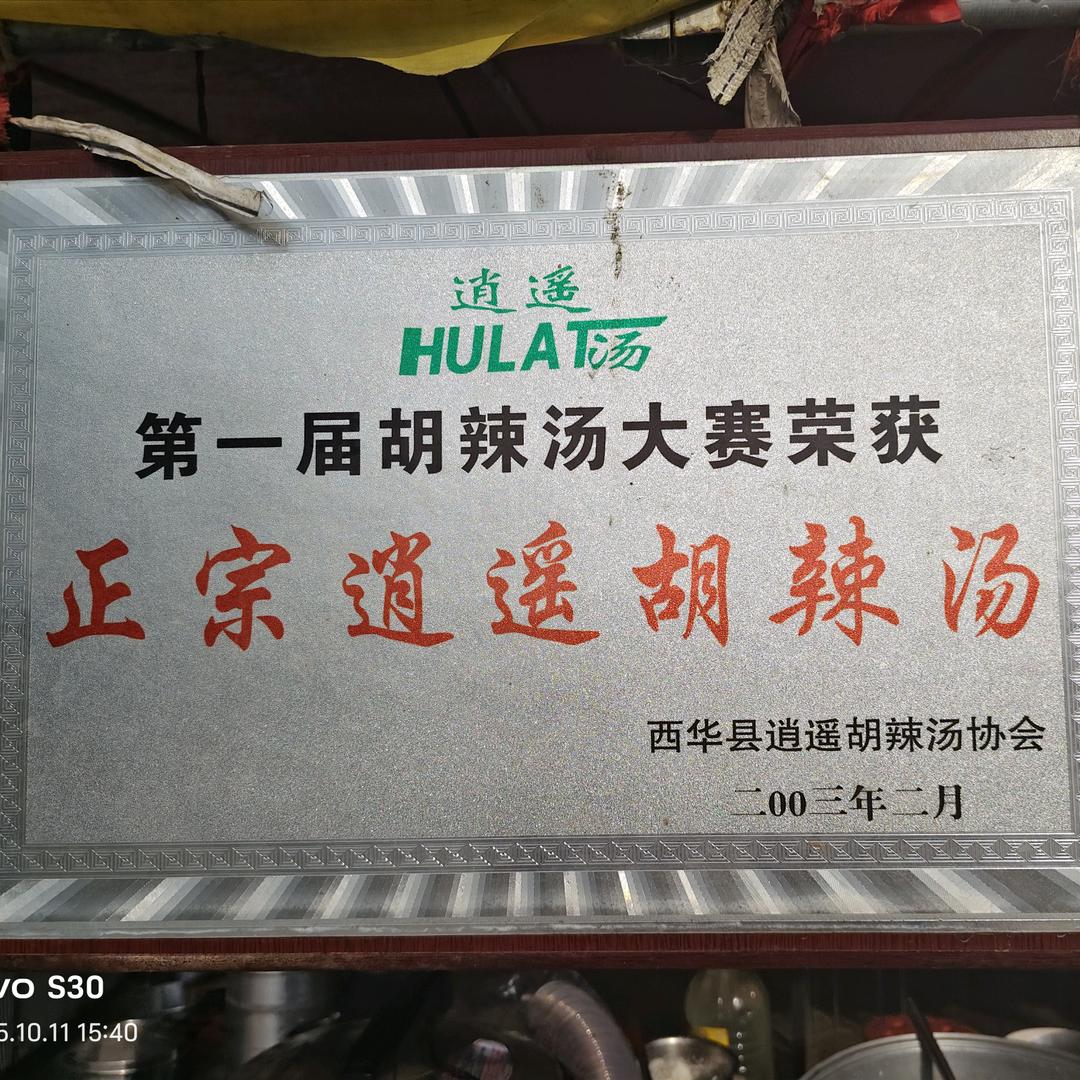 逍遥
HULAT汤
第一届胡辣汤大赛荣获
正宗逍遥胡辣汤
西华县逍遥胡辣汤协会
二00三年二月
vo S30
5.10.11 15:40